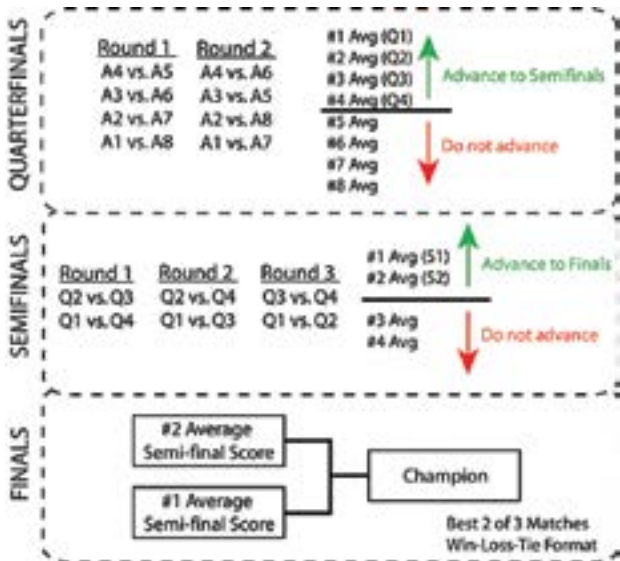 QUARTERFINALS
Round 1 Round 2
A4 vs. A5 A4 vs. A6
A3 vs. A6 A3 vs. A5
A2 vs. A7 A2 vs. A8
A1 vs. A8 A1 vs. A7
#1 Avg (Q1)
#2 Avg (Q2)
#3 Avg (Q3)
#4 Avg (Q4)
#5 Avg
#6 Avg
#7 Avg
#8 Avg
Advance to Semifinals
Do not advance
SEMIFINALS
Round 1 Round 2 Round 3
Q2 vs. Q3 Q2 vs. Q4 Q3 vs. Q4
Q1 vs. Q4 Q1 vs. Q3 Q1 vs. Q2
#1 Avg (S1)
#2 Avg (S2)
#3 Avg
#4 Avg
Advance to Finals
Do not advance
FINALS
#2 Average
Semi-final Score
#1 Average
Semi-final Score
Champion
Best 2 of 3 Matches
Win-Loss-Tie Format